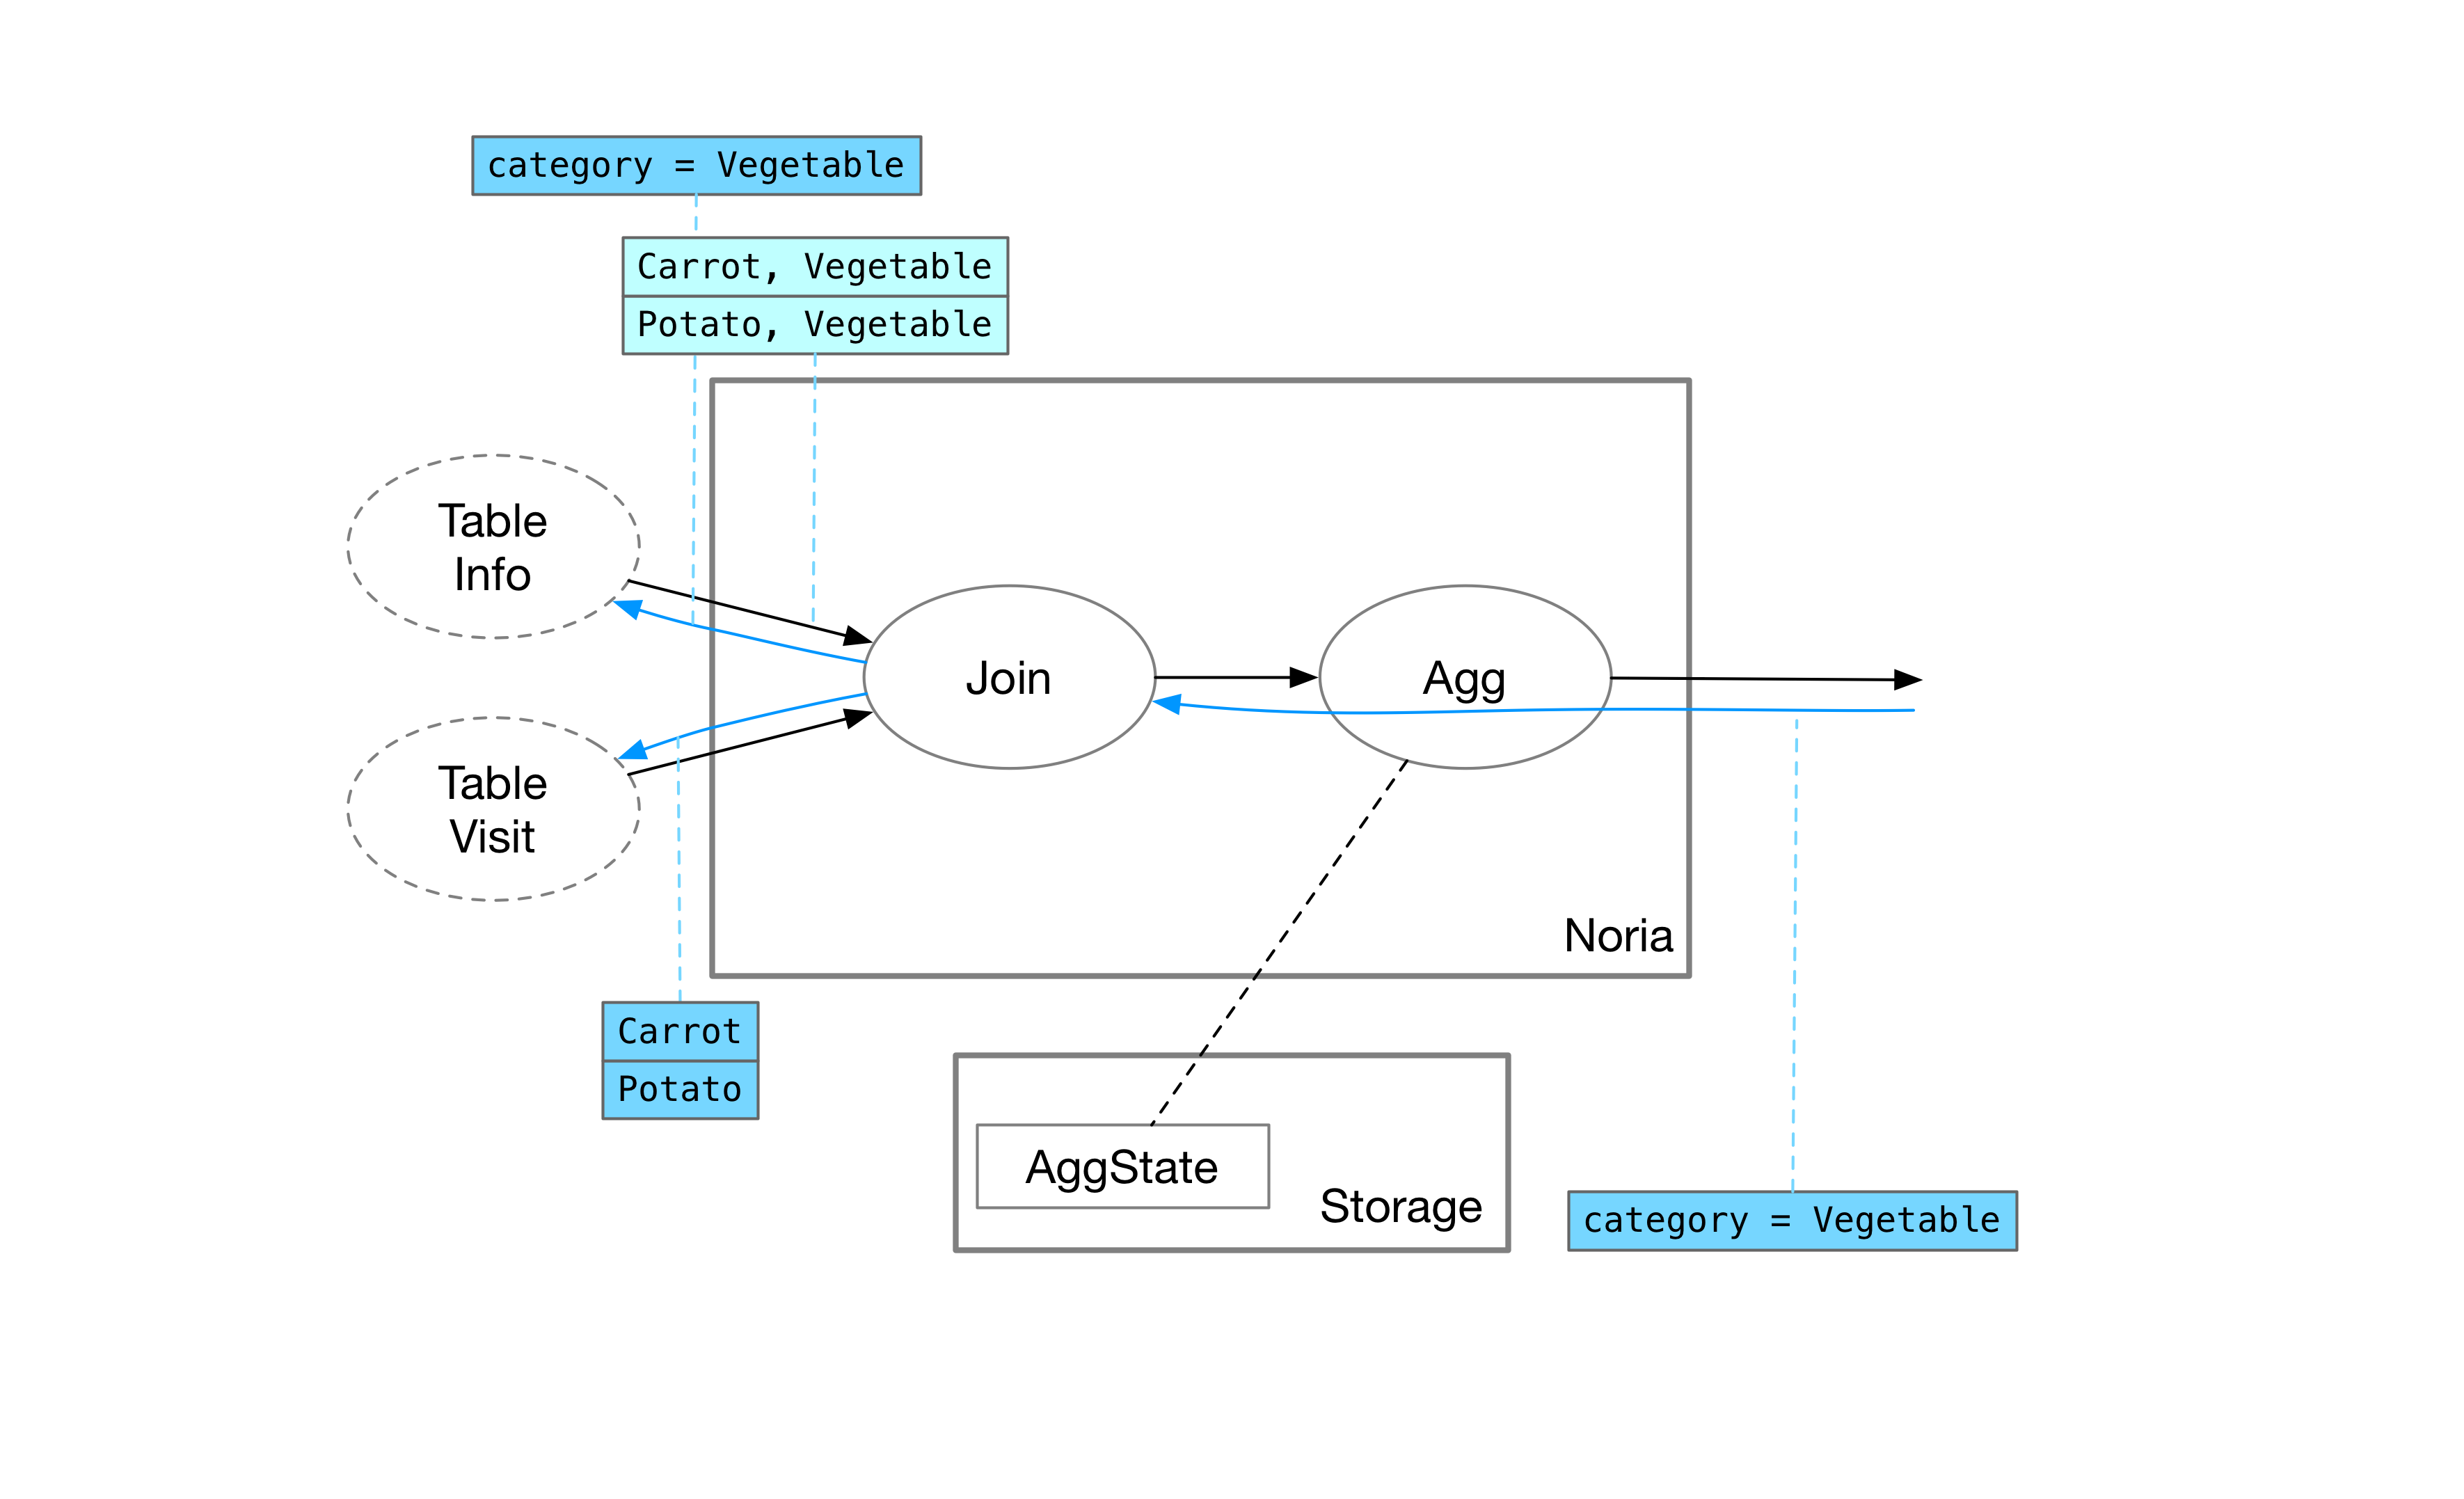 category = Vegetable
Carrot, Vegetable
Potato, Vegetable
Table
Info
Join
Agg
Table
Visit
Noria
Carrot
Potato
AggState
Storage
category = Vegetable